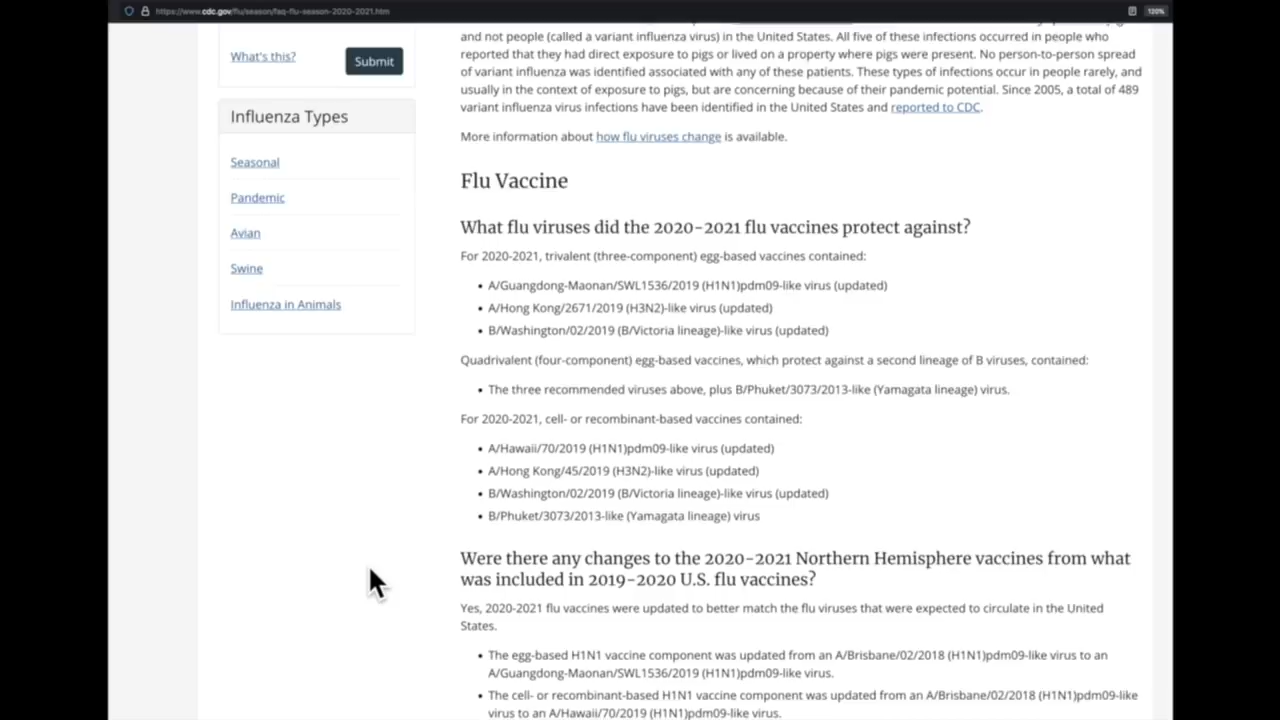 https://www.cdc.gov/flu/season/faq-flu-season-2020-2021.htm
120%
What's this?
Submit
Influenza Types
Seasonal
Pandemic
Avian
Swine
Influenza in Animals
and not people (called a variant influenza virus) in the United States. All five of these infections occurred in people who
reported that they had direct exposure to pigs or lived on a property where pigs were present. No person-to-person spread
of variant influenza was identified associated with any of these patients. These types of infections occur in people rarely, and
usually in the context of exposure to pigs, but are concerning because of their pandemic potential. Since 2005, a total of 489
variant influenza virus infections have been identified in the United States and reported to CDC.
More information about how flu viruses change is available.
Flu Vaccine
What flu viruses did the 2020-2021 flu vaccines protect against?
For 2020-2021, trivalent (three-component) egg-based vaccines contained:
• A/Guangdong-Maonan/SWL1536/2019 (H1N1)pdm09-like virus (updated)
• A/Hong Kong/2671/2019 (H3N2)-like virus (updated)
• B/Washington/02/2019 (B/Victoria lineage)-like virus (updated)
Quadrivalent (four-component) egg-based vaccines, which protect against a second lineage of B viruses, contained:
• The three recommended viruses above, plus B/Phuket/3073/2013-like (Yamagata lineage) virus.
For 2020-2021, cell- or recombinant-based vaccines contained:
• A/Hawaii/70/2019 (H1N1)pdm09-like virus (updated)
• A/Hong Kong/45/2019 (H3N2)-like virus (updated)
• B/Washington/02/2019 (B/Victoria lineage)-like virus (updated)
• B/Phuket/3073/2013-like (Yamagata lineage) virus
Were there any changes to the 2020-2021 Northern Hemisphere vaccines from what
was included in 2019-2020 U.S. flu vaccines?
Yes, 2020-2021 flu vaccines were updated to better match the flu viruses that were expected to circulate in the United
States.
• The egg-based H1N1 vaccine component was updated from an A/Brisbane/02/2018 (H1N1)pdm09-like virus to an
A/Guangdong-Maonan/SWL1536/2019 (H1N1)pdm09-like virus.
• The cell- or recombinant-based H1N1 vaccine component was updated from an A/Brisbane/02/2018 (H1N1)pdm09-like
virus to an A/Hawaii/70/2019 (H1N1)pdm09-like virus.